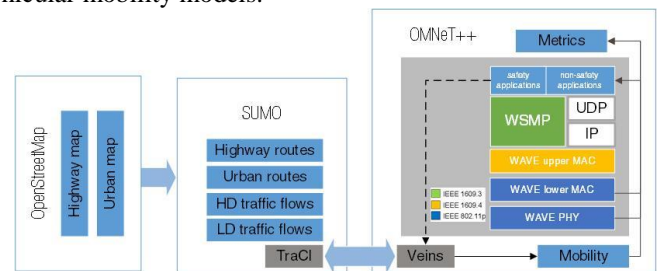 nicular mobility models.
OpenStreetMap
Highway map
Urban map
SUMO
Highway routes
Urban routes
HD traffic flows
LD traffic flows
TraCI
OMNeT++
Metrics
safety applications
non-safety applications
WSMP
UDP
IP
WAVE upper MAC
WAVE lower MAC
WAVE PHY
IEEE 1609.3
IEEE 1609.4
IEEE 802.11p
Veins
Mobility